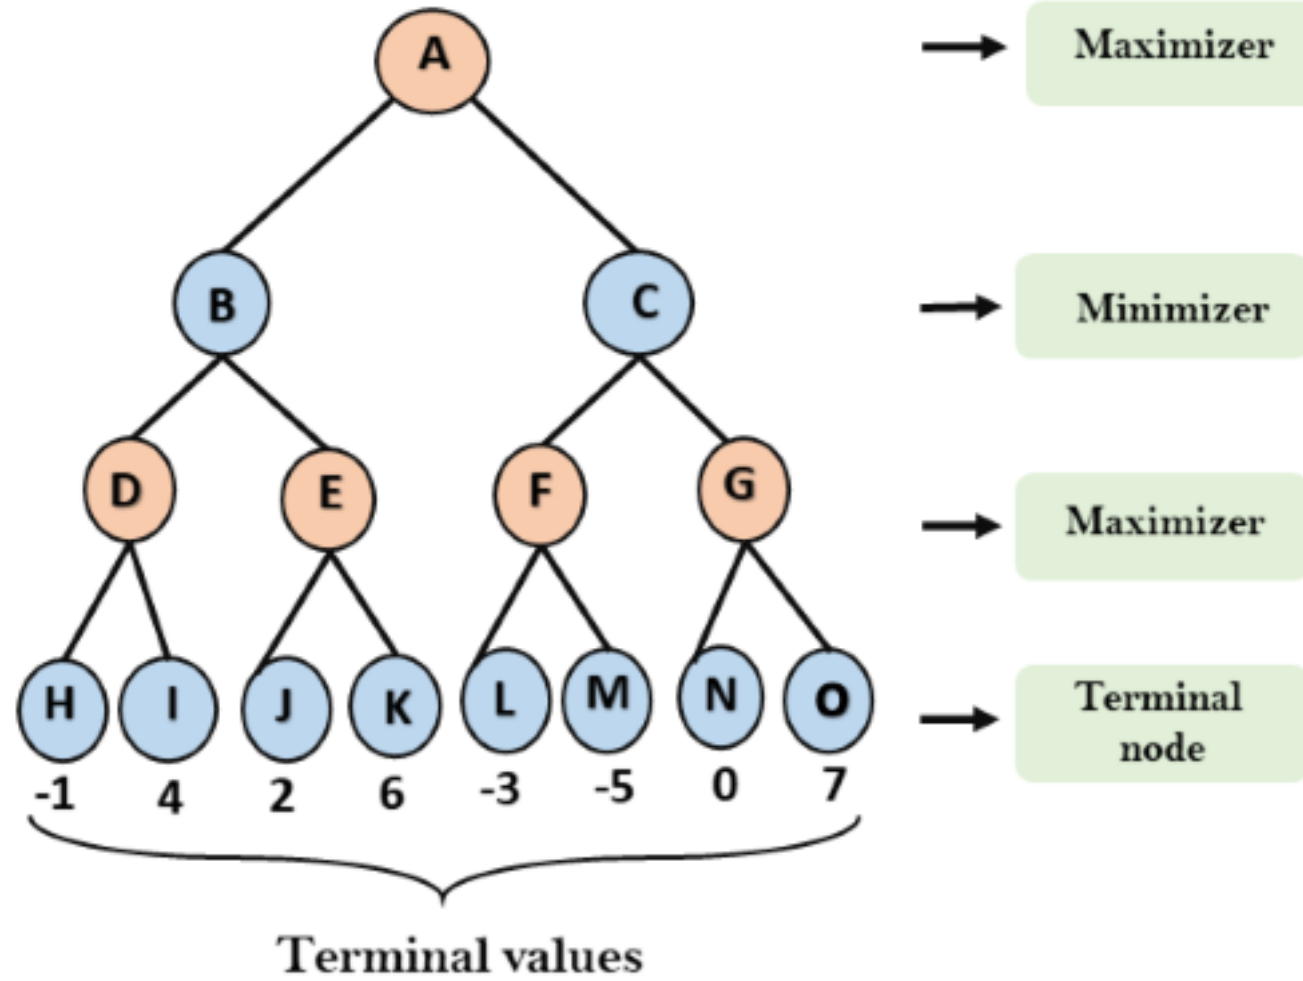 A
Maximizer
B
C
Minimizer
D
E
F
G
Maximizer
H
I
J
K
L
M
N
O
Terminal
node
-1
4
2
6
-3
-5
0
7
Terminal values